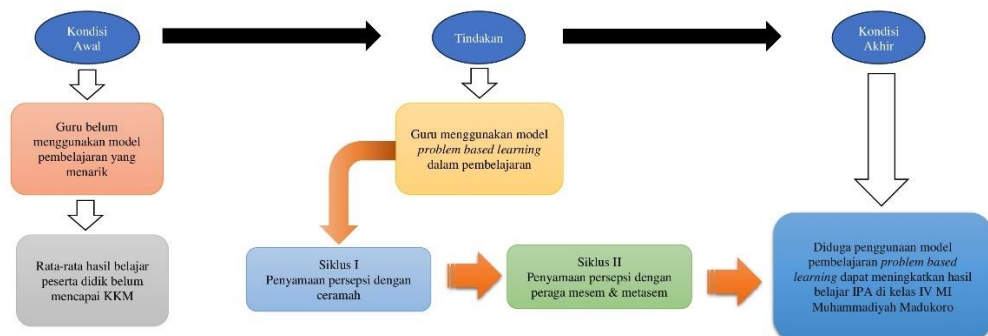 Kondisi
Awal
Tindakan
Kondisi
Akhir
Guru belum
menggunakan model
pembelajaran yang
menarik
Guru menggunakan model
problem based learning
dalam pembelajaran
Rata-rata hasil belajar
peserta didik belum
mencapai KKM
Siklus I
Penyamaan persepsi dengan
ceramah
Siklus II
Penyamaan persepsi dengan
peraga mesem & metasem
Diduga penggunaan model
pembelajaran problem based
learning dapat meningkatkan hasil
belajar IPA di kelas IV MI
Muhammadiyah Madukoro